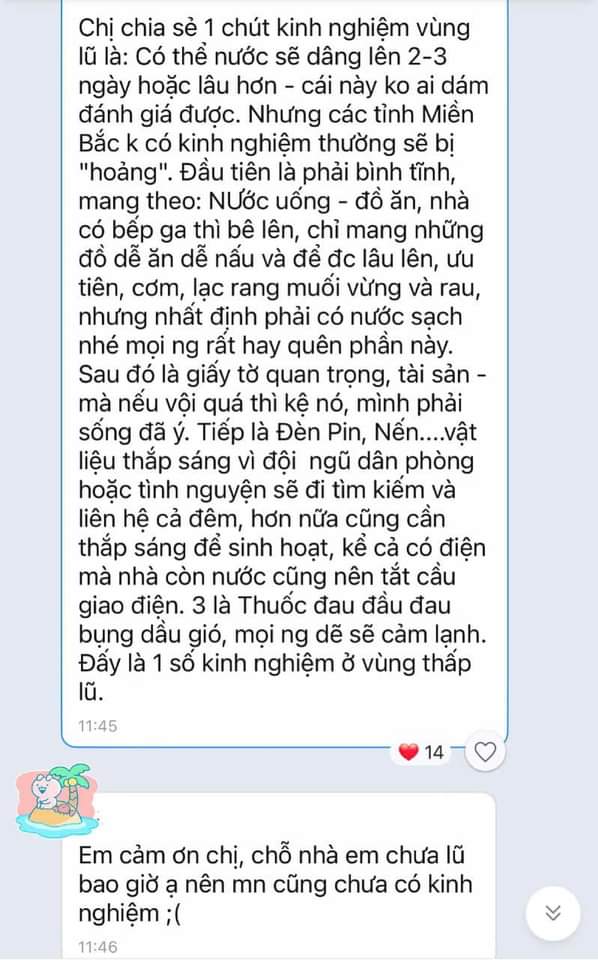 Chị chia sẻ 1 chút kinh nghiệm vùng
lũ là: Có thể nước sẽ dâng lên 2-3
ngày hoặc lâu hơn - cái này ko ai dám
đánh giá được. Nhưng các tỉnh Miền
Bắc k có kinh nghiệm thường sẽ bị
"hoảng". Đầu tiên là phải bình tĩnh,
mang theo: NƯớc uống - đồ ăn, nhà
có bếp ga thì bê lên, chỉ mang những
đồ dễ ăn dễ nấu và để đc lâu lên, ưu
tiên, cơm, lạc rang muối vừng và rau,
nhưng nhất định phải có nước sạch
nhé mọi ng rất hay quên phần này.
Sau đó là giấy tờ quan trọng, tài sản -
mà nếu vội quá thì kệ nó, mình phải
sống đã ý. Tiếp là Đèn Pin, Nến....vật
liệu thắp sáng vì đội ngũ dân phòng
hoặc tình nguyện sẽ đi tìm kiếm và
liên hệ cả đêm, hơn nữa cũng cần
thắp sáng để sinh hoạt, kể cả có điện
mà nhà còn nước cũng nên tắt cầu
giao điện. 3 là Thuốc đau đầu đau
bụng dầu gió, mọi ng dẽ sẽ cảm lạnh.
Đấy là 1 số kinh nghiệm ở vùng thấp
lũ.
11:45
14
Em cảm ơn chị, chỗ nhà em chưa lũ
bao giờ ạ nên mn cũng chưa có kinh
nghiệm ;(
11:46